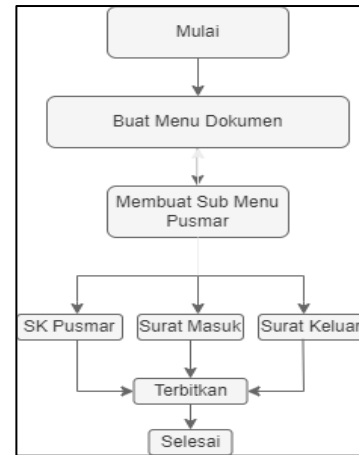 Mulai
Buat Menu Dokumen
Membuat Sub Menu
Pusmar
SK Pusmar
Surat Masuk
Surat Keluar
Terbitkan
Selesai